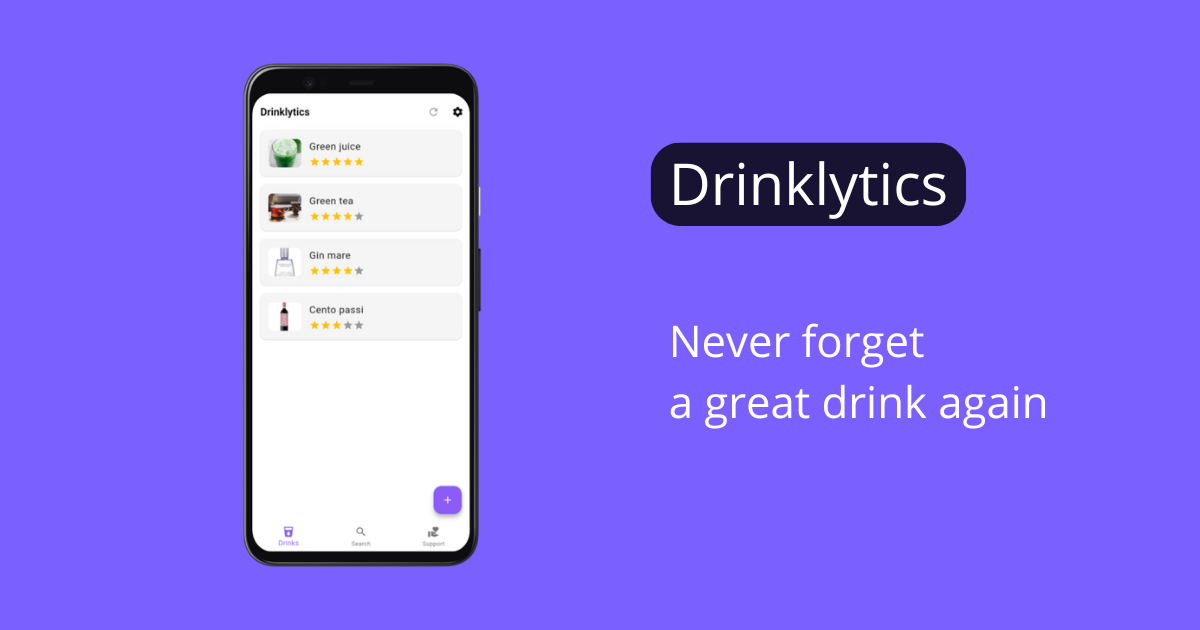 Drinklytics
Green juice
Green tea
Gin mare
Cento passi
+
Drinks
Search
Support
Drinklytics
Never forget
a great drink again